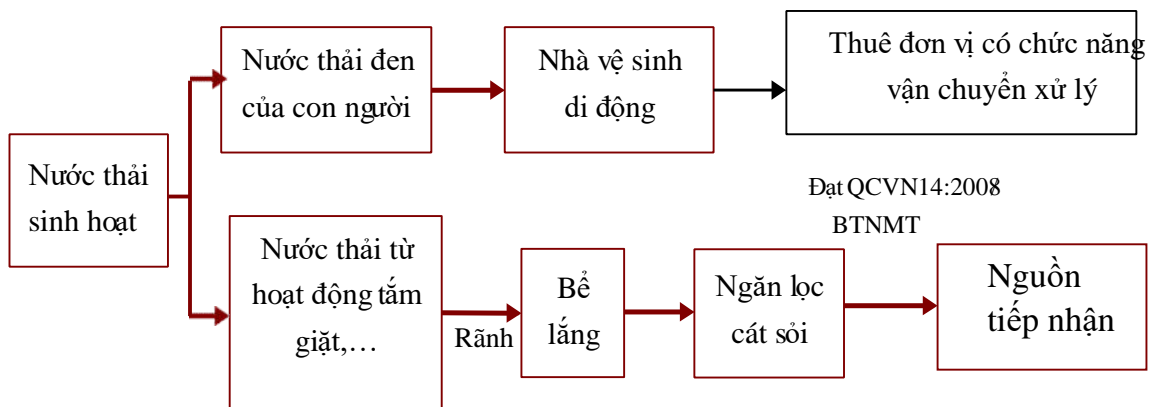 Nước thải
sinh hoạt
Nước thải đen
của con người
Nhà vệ sinh
di động
Thuê đơn vị có chức năng
vận chuyển xử lý
Nước thải từ
hoạt động tắm
giặt,…
Rãnh
Bể
lắng
Ngăn lọc
cát sỏi
Đạt QCVN14:2008
BTNMT
Nguồn
tiếp nhận